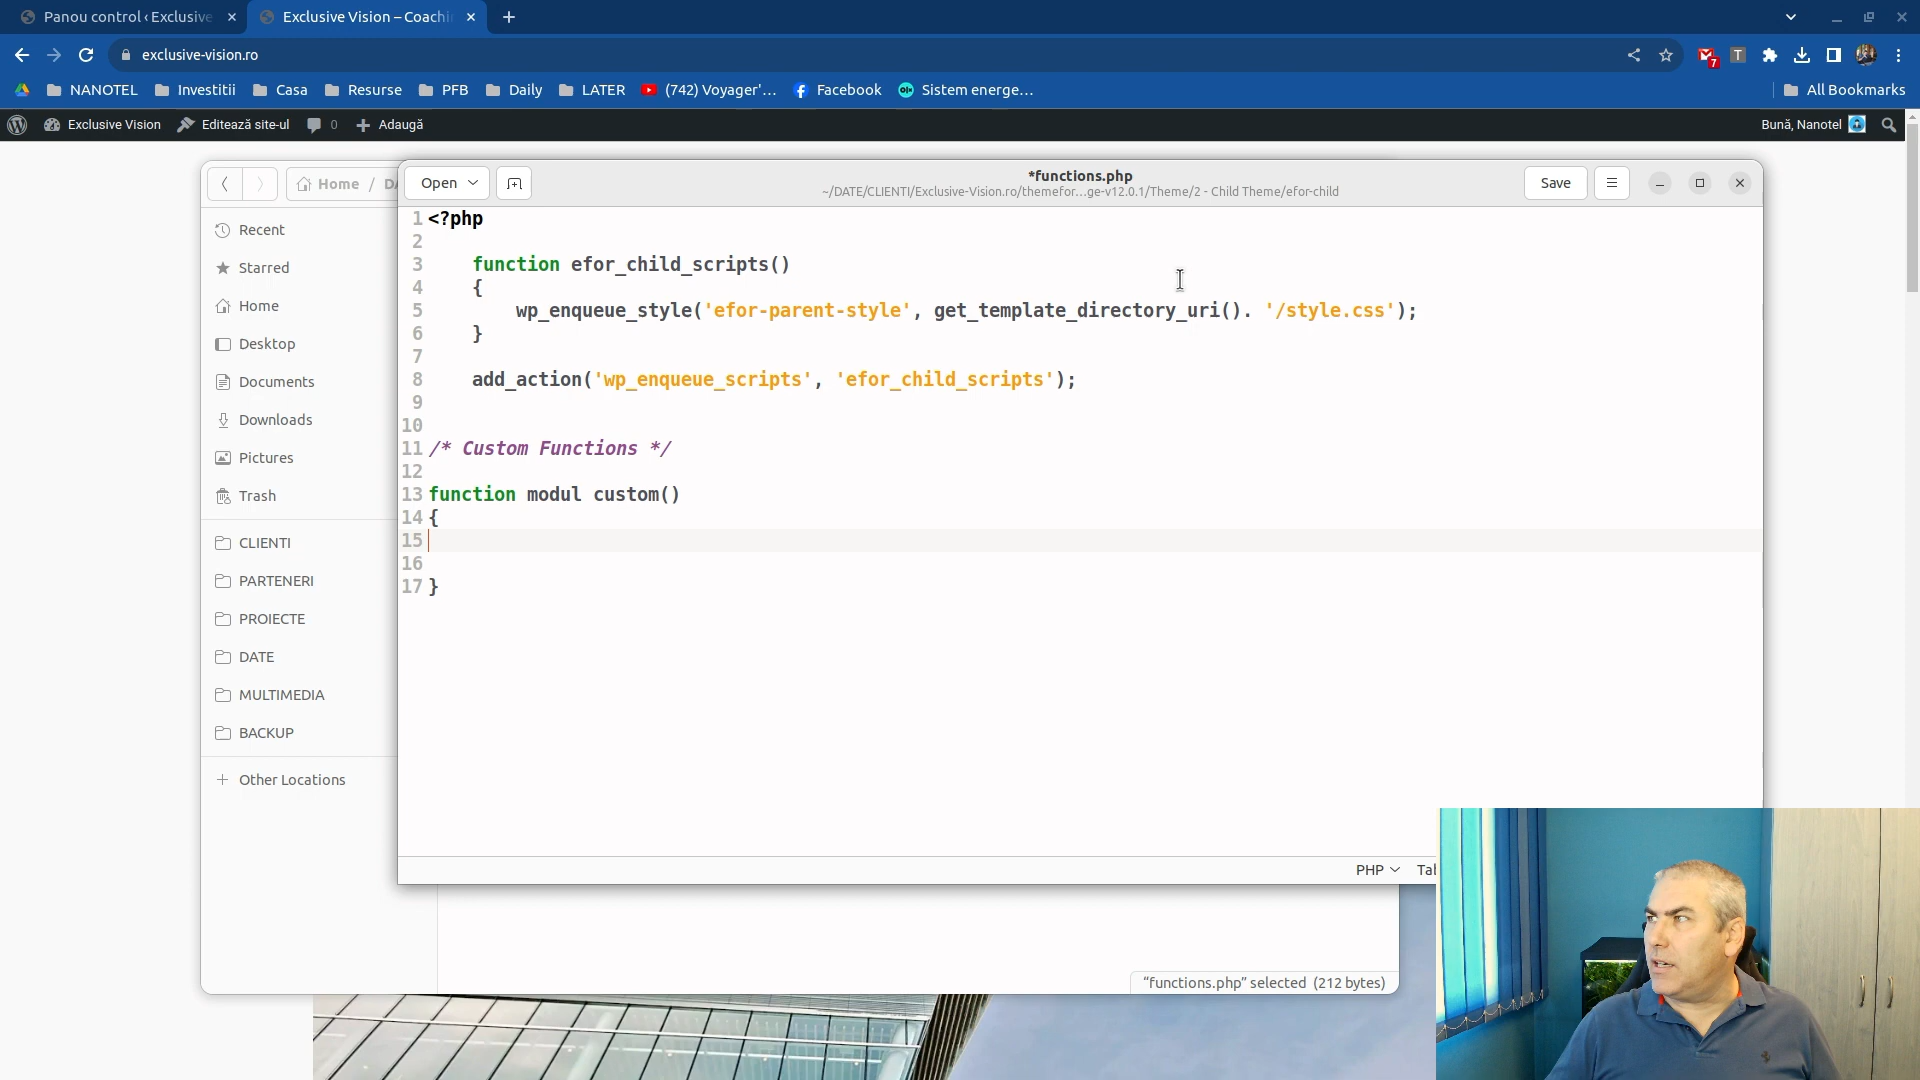 Panou control ‹ Exclusive
Exclusive Vision – Coachi
exclusive-vision.ro
7
T
NANOTEL
Investitii
Casa
Resurse
PFB
Daily
LATER
(742) Voyager'...
Facebook
olx
Sistem energe...
All Bookmarks
Exclusive Vision
Editează site-ul
0
Adaugă
Bună, Nanotel
Home / DA
Open
*functions.php
~/DATE/CLIENTI/Exclusive-Vision.ro/themefor...ge-v12.0.1/Theme/2 - Child Theme/efor-child
Save
Recent
Starred
Home
Desktop
Documents
Downloads
Pictures
Trash
CLIENTI
PARTENERI
PROIECTE
DATE
MULTIMEDIA
BACKUP
Other Locations
1 <?php
2
3 function efor_child_scripts()
4 {
5 wp_enqueue_style('efor-parent-style', get_template_directory_uri(). '/style.css');
6 }
7
8 add_action('wp_enqueue_scripts', 'efor_child_scripts');
9
10
11 /* Custom Functions */
12
13 function modul custom()
14 {
15
16
17 }
PHP
Tab
“functions.php” selected (212 bytes)